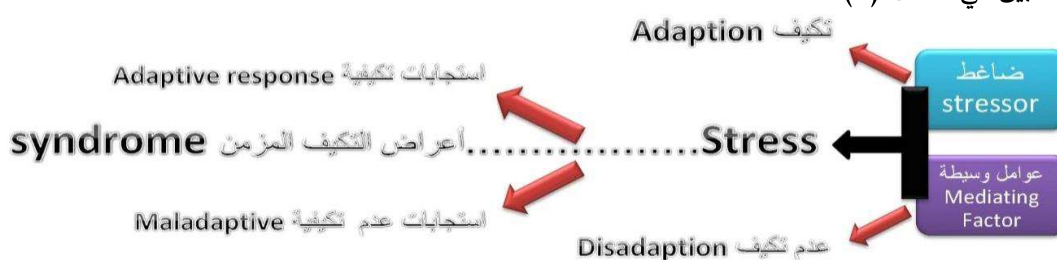 تكيف Adaption
ضاغط
stressor
استجابات تكيفية Adaptive response
Stress..................أعراض التكيف المزمن syndrome
عوامل وسيطة
Mediating
Factor
استجابات عدم تكيفية Maladaptive
عدم تكيف Disadaption